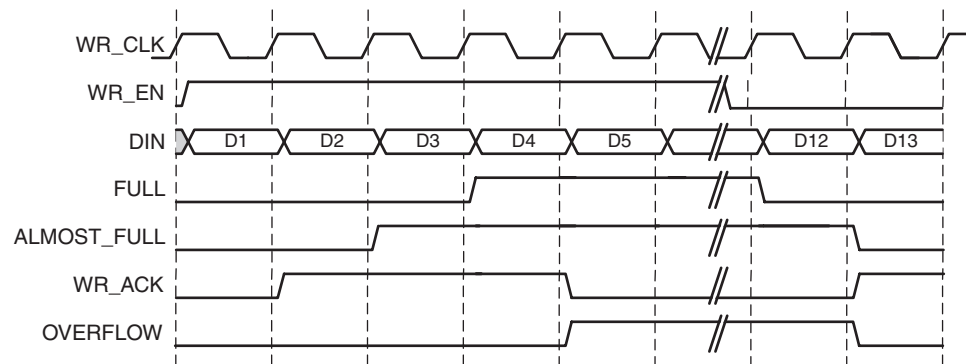 WR_CLK
WR_EN
DIN D1 D2 D3 D4 D5 D12 D13
FULL
ALMOST_FULL
WR_ACK
OVERFLOW